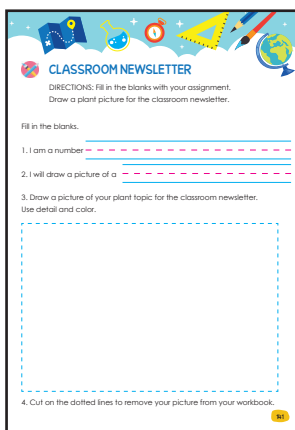 CLASSROOM NEWSLETTER
DIRECTIONS: Fill in the blanks with your assignment.
Draw a plant picture for the classroom newsletter.
Fill in the blanks.
1. I am a number
2. I will draw a picture of a
3. Draw a picture of your plant topic for the classroom newsletter.
Use detail and color.
4. Cut on the dotted lines to remove your picture from your workbook.
141